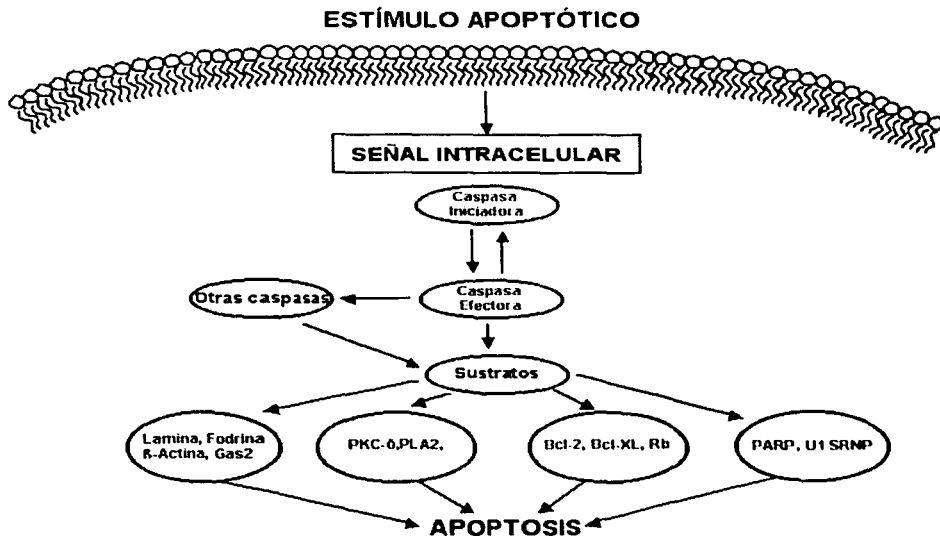 ESTÍMULO APOPTÓTICO
SEÑAL INTRACELULAR
Caspasa
Iniciadora
Otras caspasas
Caspasa
Efectora
Sustratos
Lamina, Fodrina
ß-Actina, Gas2
PKC-δ,PLA2,
Bcl-2, Bcl-XL, Rb
PARP, U1SRNP
APOPTOSIS